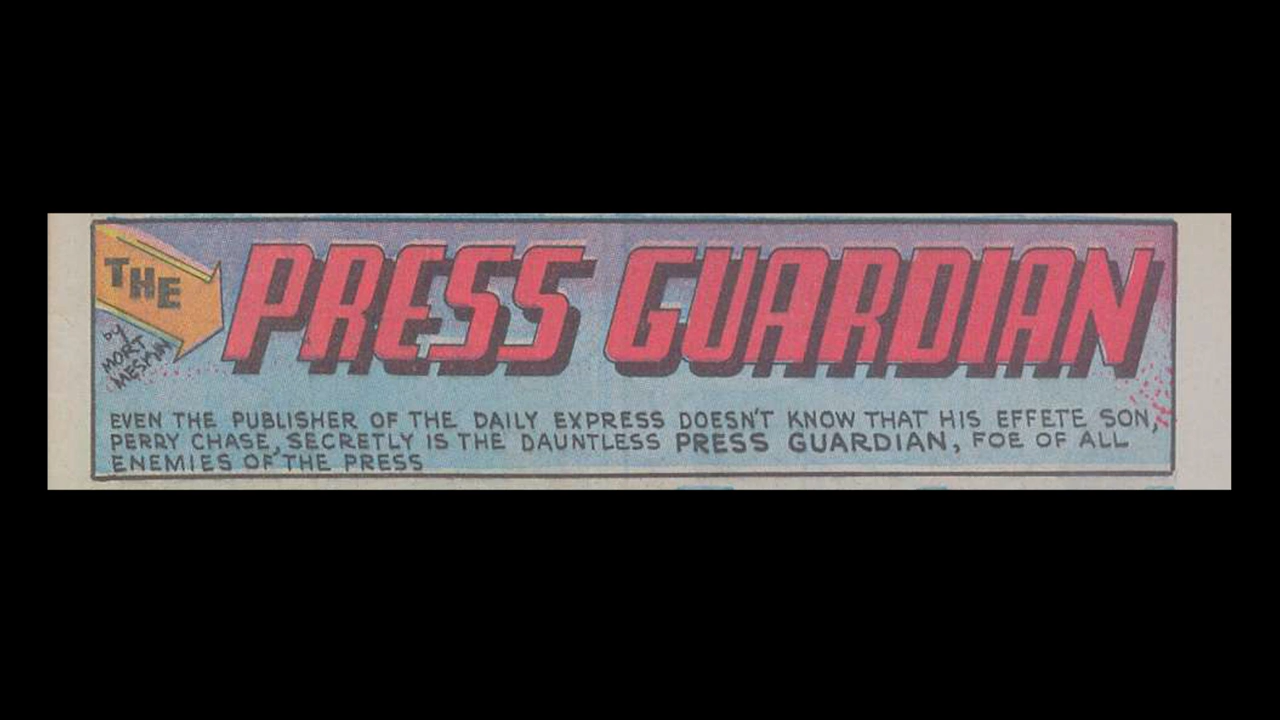 THE
PRESS GUARDIAN
by
MORT
MESKIN
EVEN THE PUBLISHER OF THE DAILY EXPRESS DOESN'T KNOW THAT HIS EFFETE SON,
PERRY CHASE, SECRETLY IS THE DAUNTLESS PRESS GUARDIAN, FOE OF ALL
ENEMIES OF THE PRESS